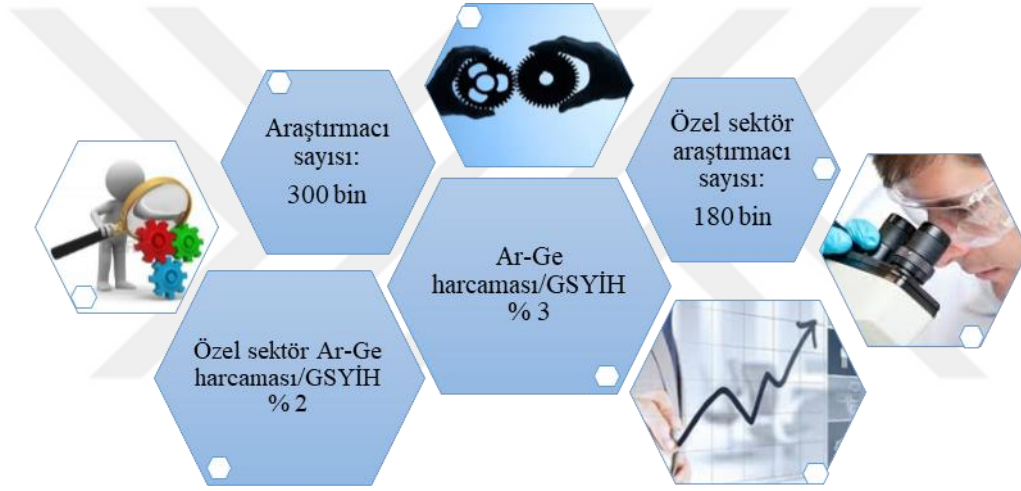 Araştırmacı
sayısı:
300 bin
Özel sektör
araştırmacı
sayısı:
180 bin
Ar-Ge
harcaması/GSYİH
% 3
Özel sektör Ar-Ge
harcaması/GSYİH
% 2